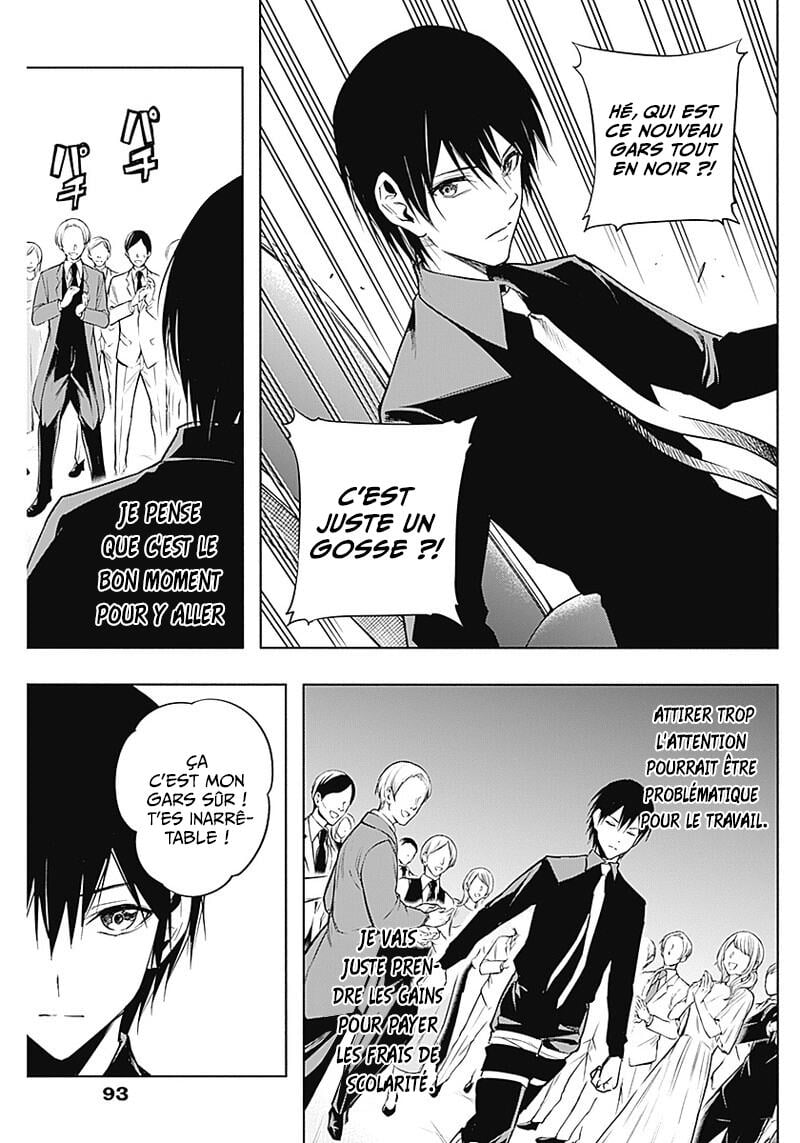 HÉ, QUI EST
CE NOUVEAU
GARS TOUT
EN NOIR ?!
C'EST
JUSTE UN
GOSSE ?!
パチ
パチ
JE PENSE
QUE C'EST LE
BON MOMENT
POUR Y ALLER
ATTIRER TROP
L'ATTENTION
POURRAIT ÊTRE
PROBLÉMATIQUE
POUR LE TRAVAIL.
JE VAIS
JUSTE PREN-
DRE LES GAINS
POUR PAYER
LES FRAIS DE
SCOLARITÉ.
ÇA
C'EST MON
GARS SÛR !
T'ES INARRÊ-
TABLE !
93